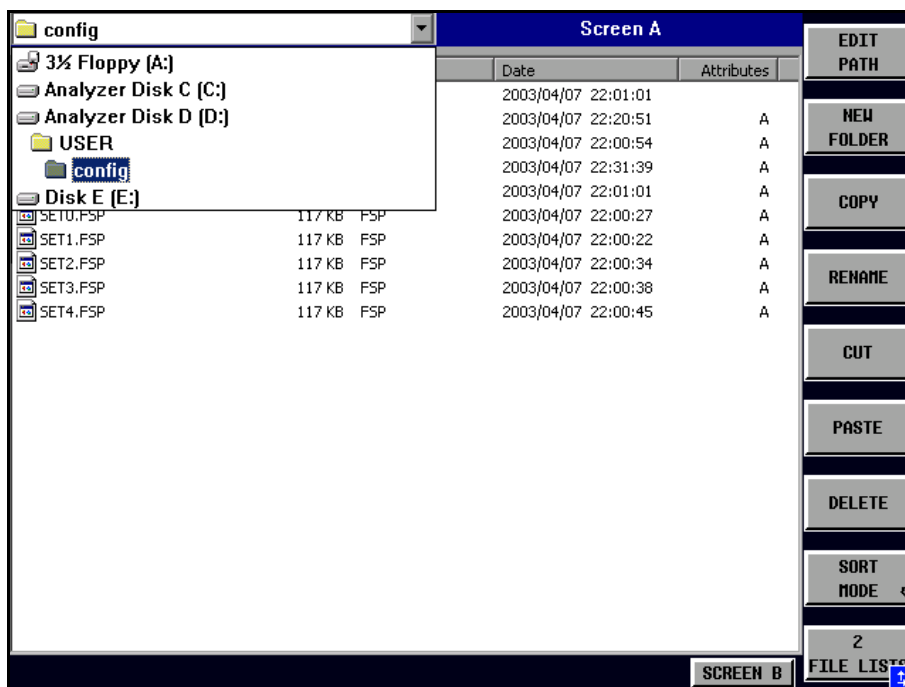 config
Screen A
3½ Floppy (A:)
Analyzer Disk C (C:)
Analyzer Disk D (D:)
USER
config
Disk E (E:)
Date Attributes
2003/04/07 22:01:01
2003/04/07 22:20:51 A
2003/04/07 22:00:54 A
2003/04/07 22:31:39 A
2003/04/07 22:01:01 A
SET0.FSP 117 KB FSP 2003/04/07 22:00:27 A
SET1.FSP 117 KB FSP 2003/04/07 22:00:22 A
SET2.FSP 117 KB FSP 2003/04/07 22:00:34 A
SET3.FSP 117 KB FSP 2003/04/07 22:00:38 A
SET4.FSP 117 KB FSP 2003/04/07 22:00:45 A
SCREEN B
EDIT
PATH
NEW
FOLDER
COPY
RENAME
CUT
PASTE
DELETE
SORT
MODE
2
FILE LISTS